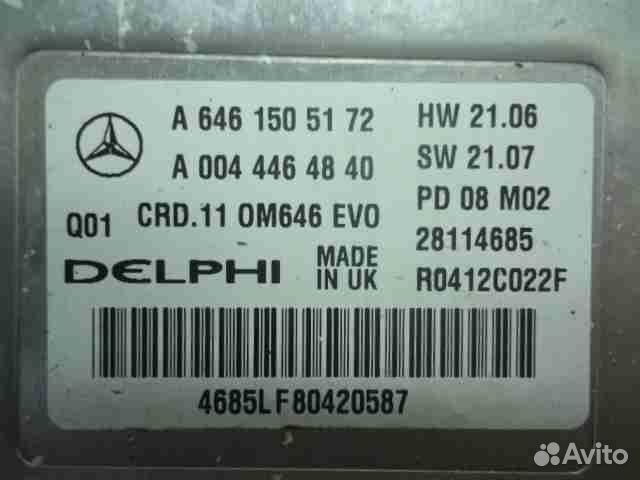 A 646 150 51 72 HW 21.06
A 004 446 48 40 SW 21.07
Q01 CRD.11 OM646 EVO PD 08 M02
28114685
DELPHI MADE IN UK R0412C022F
4685LF80420587
Avito